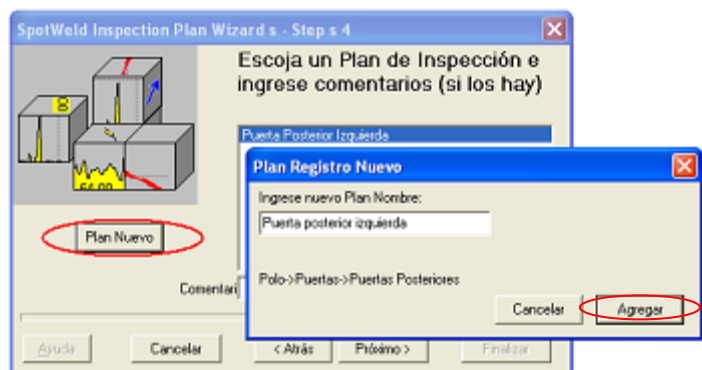 SpotWeld Inspection Plan Wizard s - Step s 4
Escoja un Plan de Inspección e
ingrese comentarios (si los hay)
Puerta Posterior Izquierda
Plan Nuevo
Comentari
Plan Registro Nuevo
Ingrese nuevo Plan Nombre:
Puerta posterior izquierda
Polo->Puertas->Puertas Posteriores
Cancelar
Agregar
Ayuda
Cancelar
< Atrás
Próximo >
Finalizar